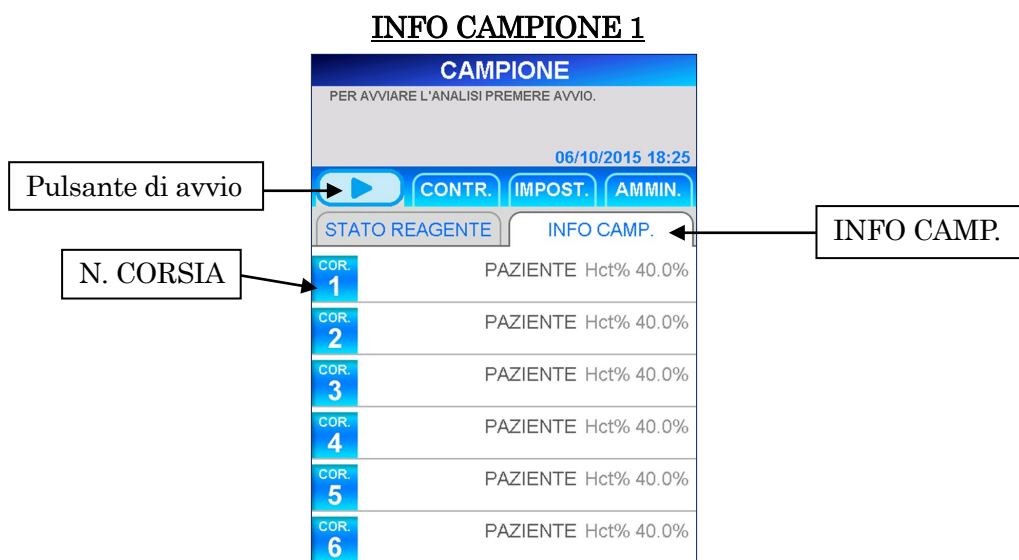 INFO CAMPIONE 1
CAMPIONE
PER AVVIARE L'ANALISI PREMERE AVVIO.
06/10/2015 18:25
Pulsante di avvio
CONTR. IMPOST. AMMIN.
STATO REAGENTE INFO CAMP.
INFO CAMP.
N. CORSIA
COR.
1
PAZIENTE Hct% 40.0%
COR.
2
PAZIENTE Hct% 40.0%
COR.
3
PAZIENTE Hct% 40.0%
COR.
4
PAZIENTE Hct% 40.0%
COR.
5
PAZIENTE Hct% 40.0%
COR.
6
PAZIENTE Hct% 40.0%